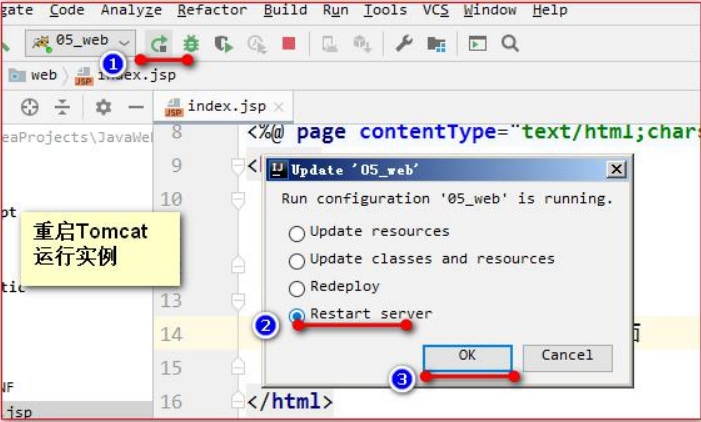 gate Code Analyze Refactor Build Run Tools VCS Window Help
05_web
1
web index.jsp
index.jsp
eaProjects\JavaWe
8 <%@ page contentType="text/html;chars
9 <
Update '05_web'
10
Run configuration '05_web' is running.
Update resources
Update classes and resources
Redeploy
Restart server
pt
重启Tomcat
运行实例
tic
13
2
14
OK Cancel
15
3
NF
16 </html>
.jsp